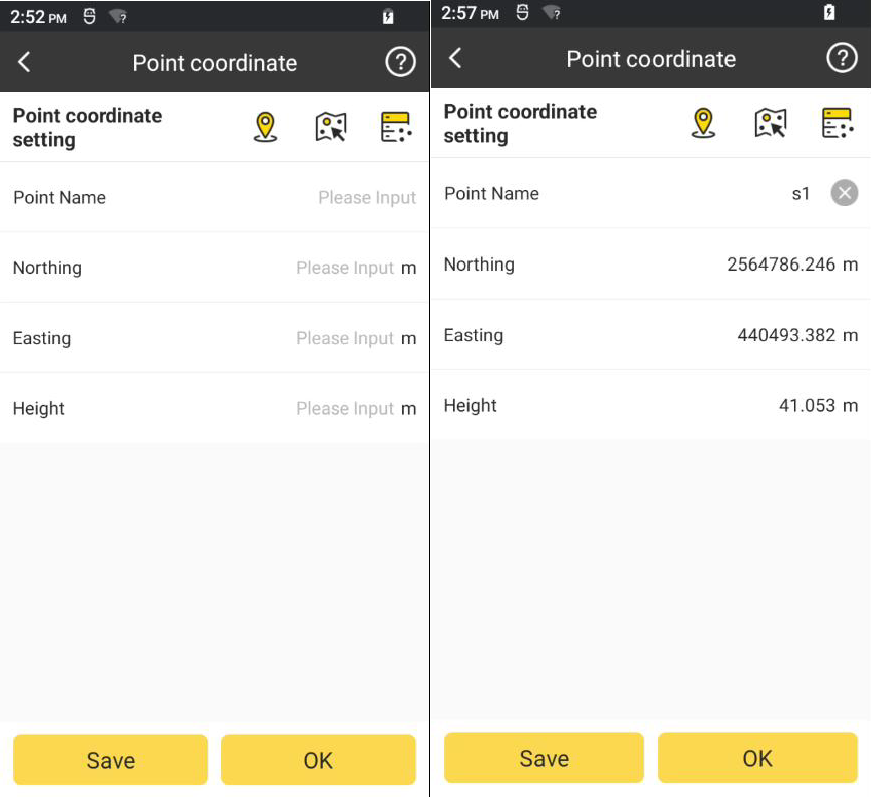 2:52 PM
?
Point coordinate
?
Point coordinate
setting
Point Name Please Input
Northing Please Input m
Easting Please Input m
Height Please Input m
Save OK
2:57 PM
?
Point coordinate
?
Point coordinate
setting
Point Name s1
Northing 2564786.246 m
Easting 440493.382 m
Height 41.053 m
Save OK